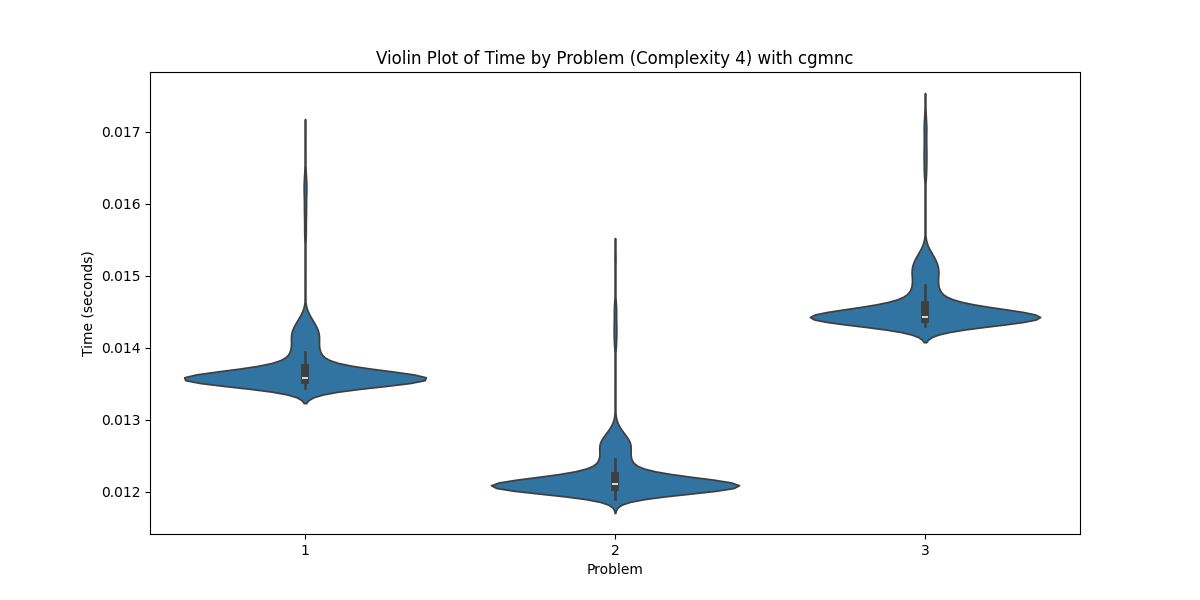 Violin Plot of Time by Problem (Complexity 4) with cgmnc
0.017
0.016
0.015
0.014
0.013
0.012
Time (seconds)
1 2 3
Problem